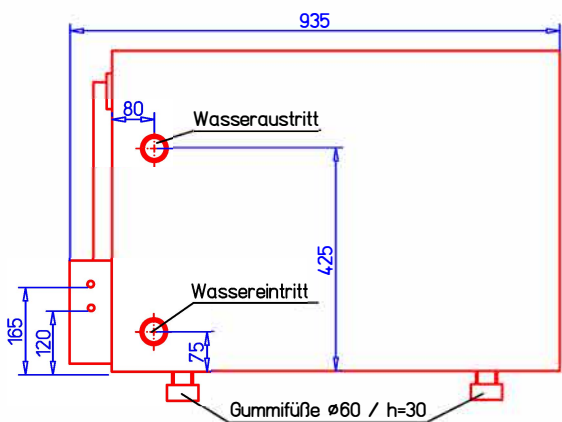 935
80
Wasseraustritt
425
Wassereintritt
165
120
75
Gummifüße ø60 / h=30